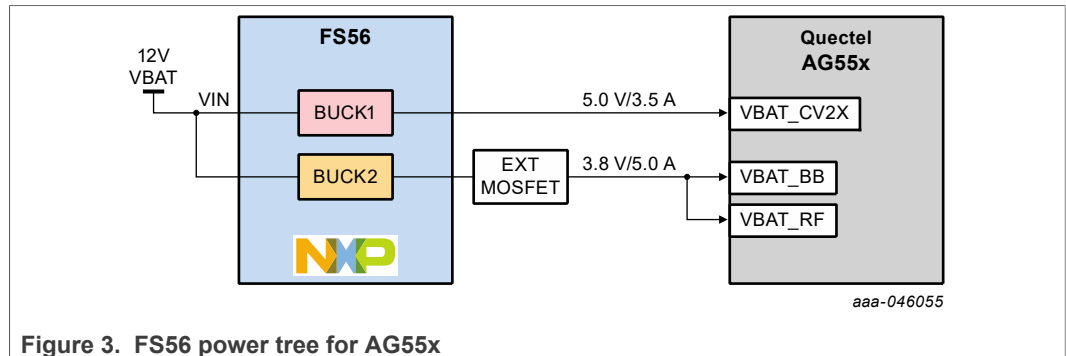 FS56
Quectel
AG55x
12V
VBAT
VIN
BUCK1
5.0 V/3.5 A
VBAT_CV2X
BUCK2
EXT
MOSFET
3.8 V/5.0 A
VBAT_BB
VBAT_RF
NXP
aaa-046055
Figure 3. FS56 power tree for AG55x